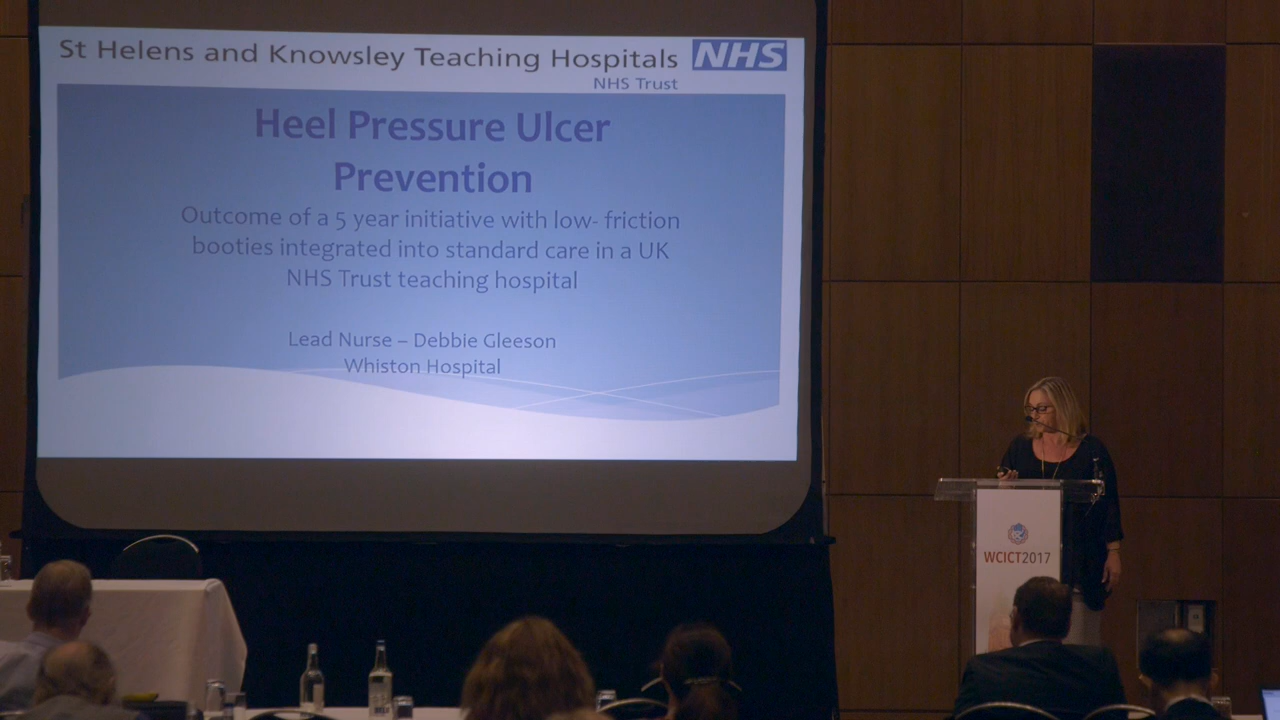 St Helens and Knowsley Teaching Hospitals NHS
NHS Trust
Heel Pressure Ulcer
Prevention
Outcome of a 5 year initiative with low- friction
booties integrated into standard care in a UK
NHS Trust teaching hospital
Lead Nurse – Debbie Gleeson
Whiston Hospital
WCICT2017